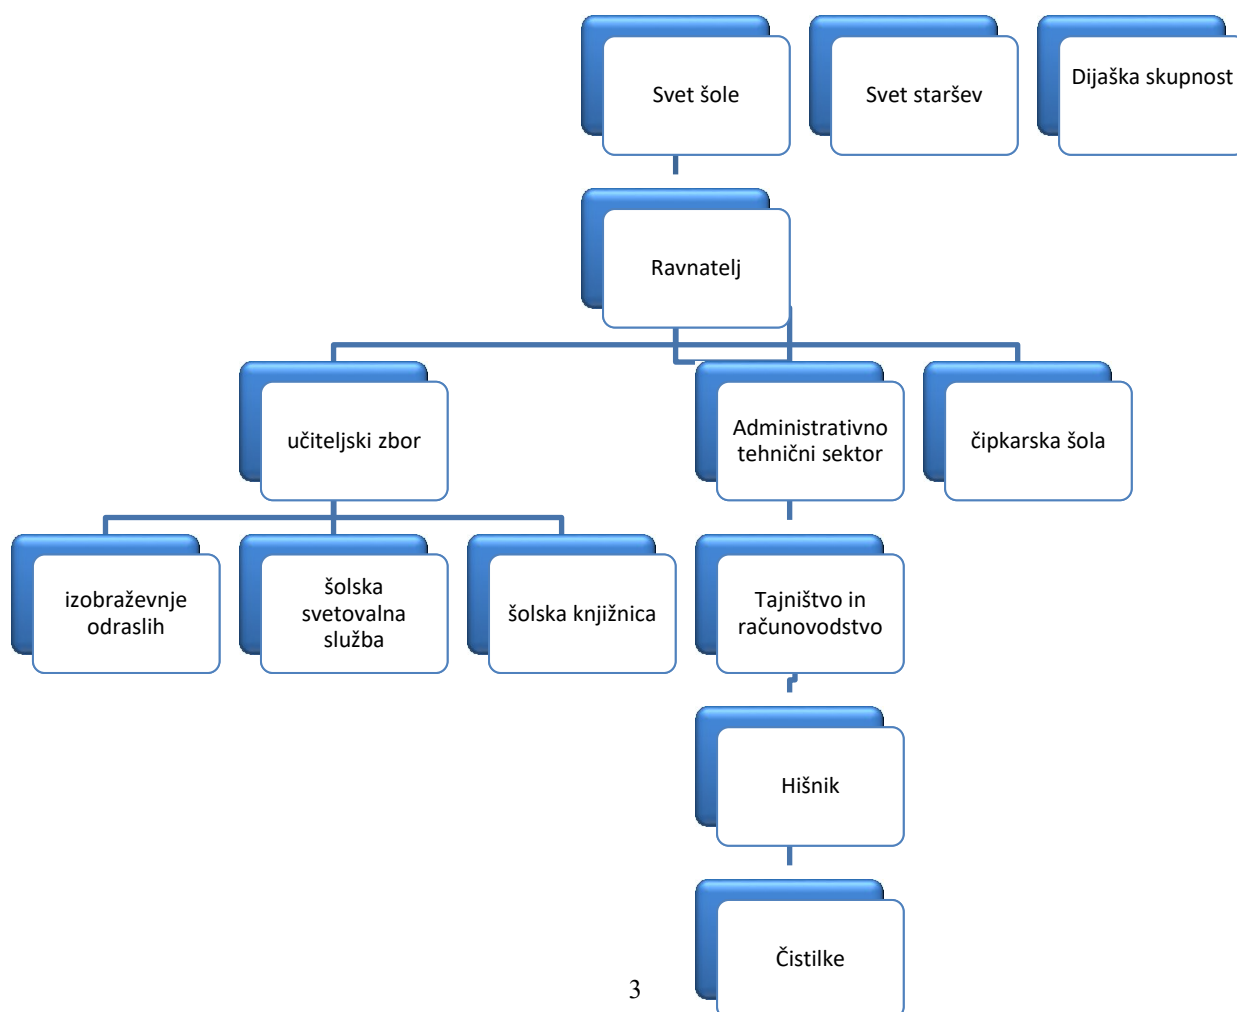 Svet šole
Svet staršev
Dijaška skupnost
Ravnatelj
učiteljski zbor
Administrativno
tehnični sektor
čipkarska šola
izobraževnje
odraslih
šolska
svetovalna
služba
šolska knjižnica
Tajništvo in
računovodstvo
Hišnik
Čistilke
3